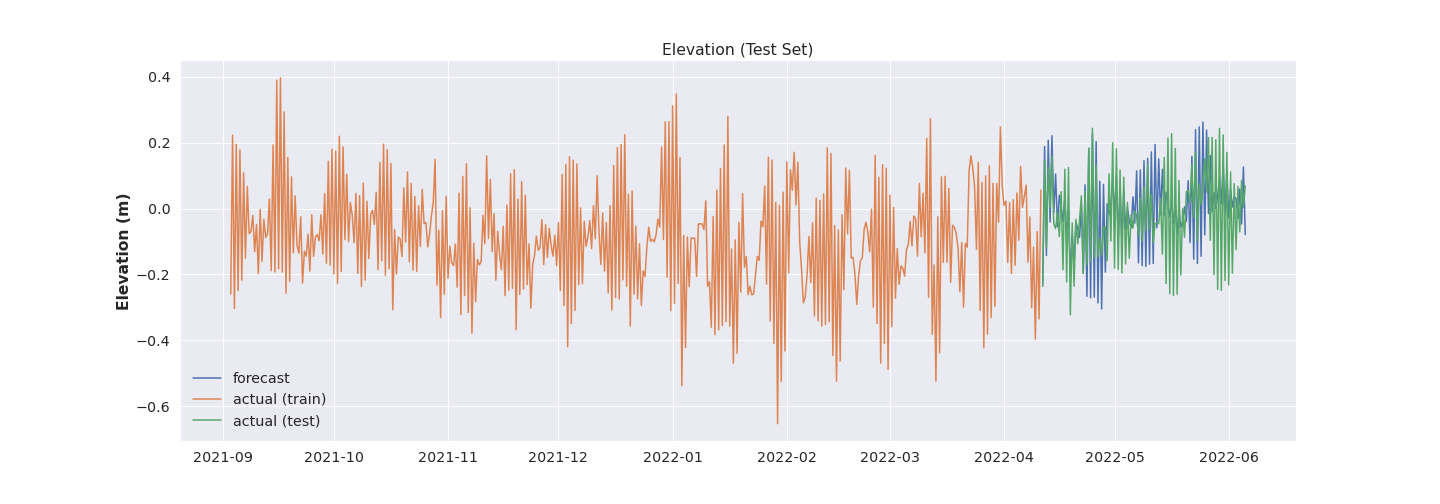 Elevation (Test Set)
Elevation (m)
0.4
0.2
0.0
−0.2
−0.4
−0.6
forecast
actual (train)
actual (test)
2021-09 2021-10 2021-11 2021-12 2022-01 2022-02 2022-03 2022-04 2022-05 2022-06